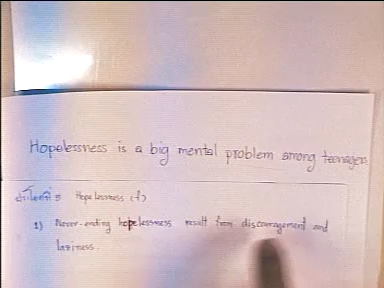 Hopelessness is a big mental problem among teenagers
Hopelessness (n)
1) Never-ending hopelessness result from discouragement and
laziness.